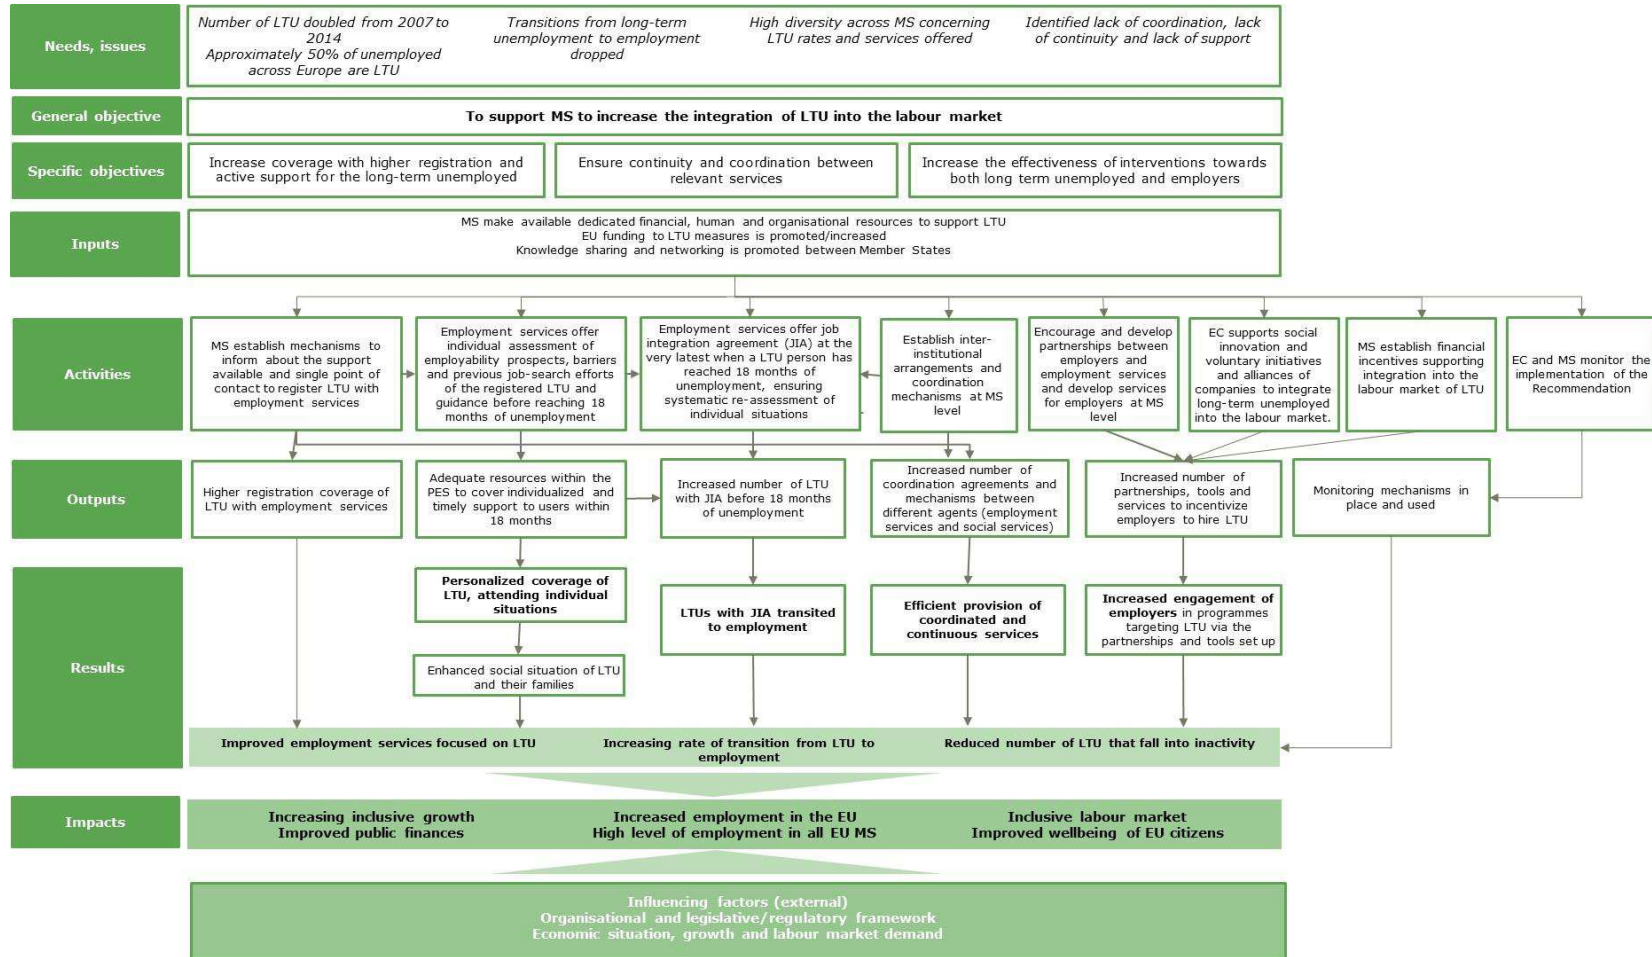 Needs, issues
Number of LTU doubled from 2007 to
2014
Approximately 50% of unemployed
across Europe are LTU
Transitions from long-term
unemployment to employment
dropped
High diversity across MS concerning
LTU rates and services offered
Identified lack of coordination, lack
of continuity and lack of support
General objective
To support MS to increase the integration of LTU into the labour market
Specific objectives
Increase coverage with higher registration and
active support for the long-term unemployed
Ensure continuity and coordination between
relevant services
Increase the effectiveness of interventions towards
both long term unemployed and employers
Inputs
MS make available dedicated financial, human and organisational resources to support LTU
EU funding to LTU measures is promoted/increased
Knowledge sharing and networking is promoted between Member States
Activities
MS establish mechanisms to
inform about the support
available and single point of
contact to register LTU with
employment services
Employment services offer
individual assessment of
employability prospects, barriers
and previous job-search efforts
of the registered LTU and
guidance before reaching 18
months of unemployment
Employment services offer job
integration agreement (JIA) at the
very latest when a LTU person has
reached 18 months of
unemployment, ensuring
systematic re-assessment of
individual situations
Establish inter-
institutional
arrangements and
coordination
mechanisms at MS
level
Encourage and develop
partnerships between
employers and
employment services
and develop services
for employers at MS
level
EC supports social
innovation and
voluntary initiatives
and alliances of
companies to integrate
long-term unemployed
into the labour market.
MS establish financial
incentives supporting
integration into the
labour market of LTU
EC and MS monitor the
implementation of the
Recommendation
Outputs
Higher registration coverage of
LTU with employment services
Adequate resources within the
PES to cover individualized and
timely support to users within
18 months
Increased number of LTU
with JIA before 18 months
of unemployment
Increased number of
coordination agreements and
mechanisms between
different agents (employment
services and social services)
Increased number of
partnerships, tools and
services to incentivize
employers to hire LTU
Monitoring mechanisms in
place and used
Results
Personalized coverage of
LTU, attending individual
situations
Enhanced social situation of LTU
and their families
LTUs with JIA transited
to employment
Efficient provision of
coordinated and
continuous services
Increased engagement of
employers in programmes
targeting LTU via the
partnerships and tools set up
Improved employment services focused on LTU
Increasing rate of transition from LTU to
employment
Reduced number of LTU that fall into inactivity
Impacts
Increasing inclusive growth
Improved public finances
Increased employment in the EU
High level of employment in all EU MS
Inclusive labour market
Improved wellbeing of EU citizens
Influencing factors (external)
Organisational and legislative/regulatory framework
Economic situation, growth and labour market demand